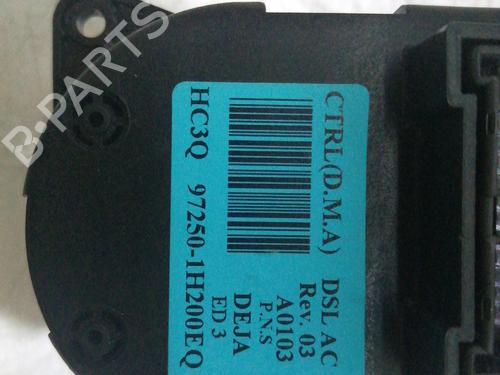 CTRL(D.M.A) DSL AC
Rev. 03
A0103
P.N.S
DEJA
ED 3
HC3Q 97250-1H200EQ
B-PARTS